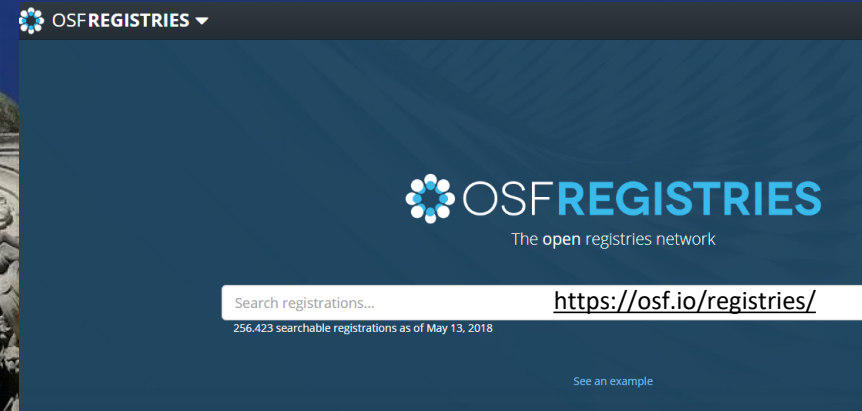 OSFREGISTRIES
OSFREGISTRIES
The open registries network
Search registrations... https://osf.io/registries/
256.423 searchable registrations as of May 13, 2018
See an example